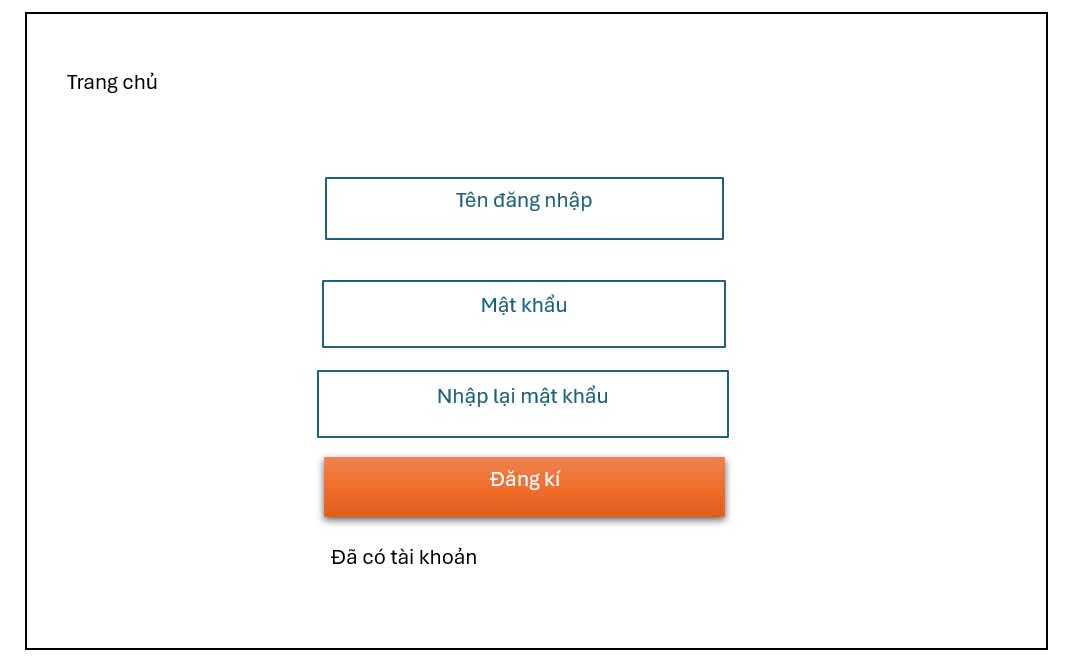 Trang chủ
Tên đăng nhập
Mật khẩu
Nhập lại mật khẩu
Đăng kí
Đã có tài khoản